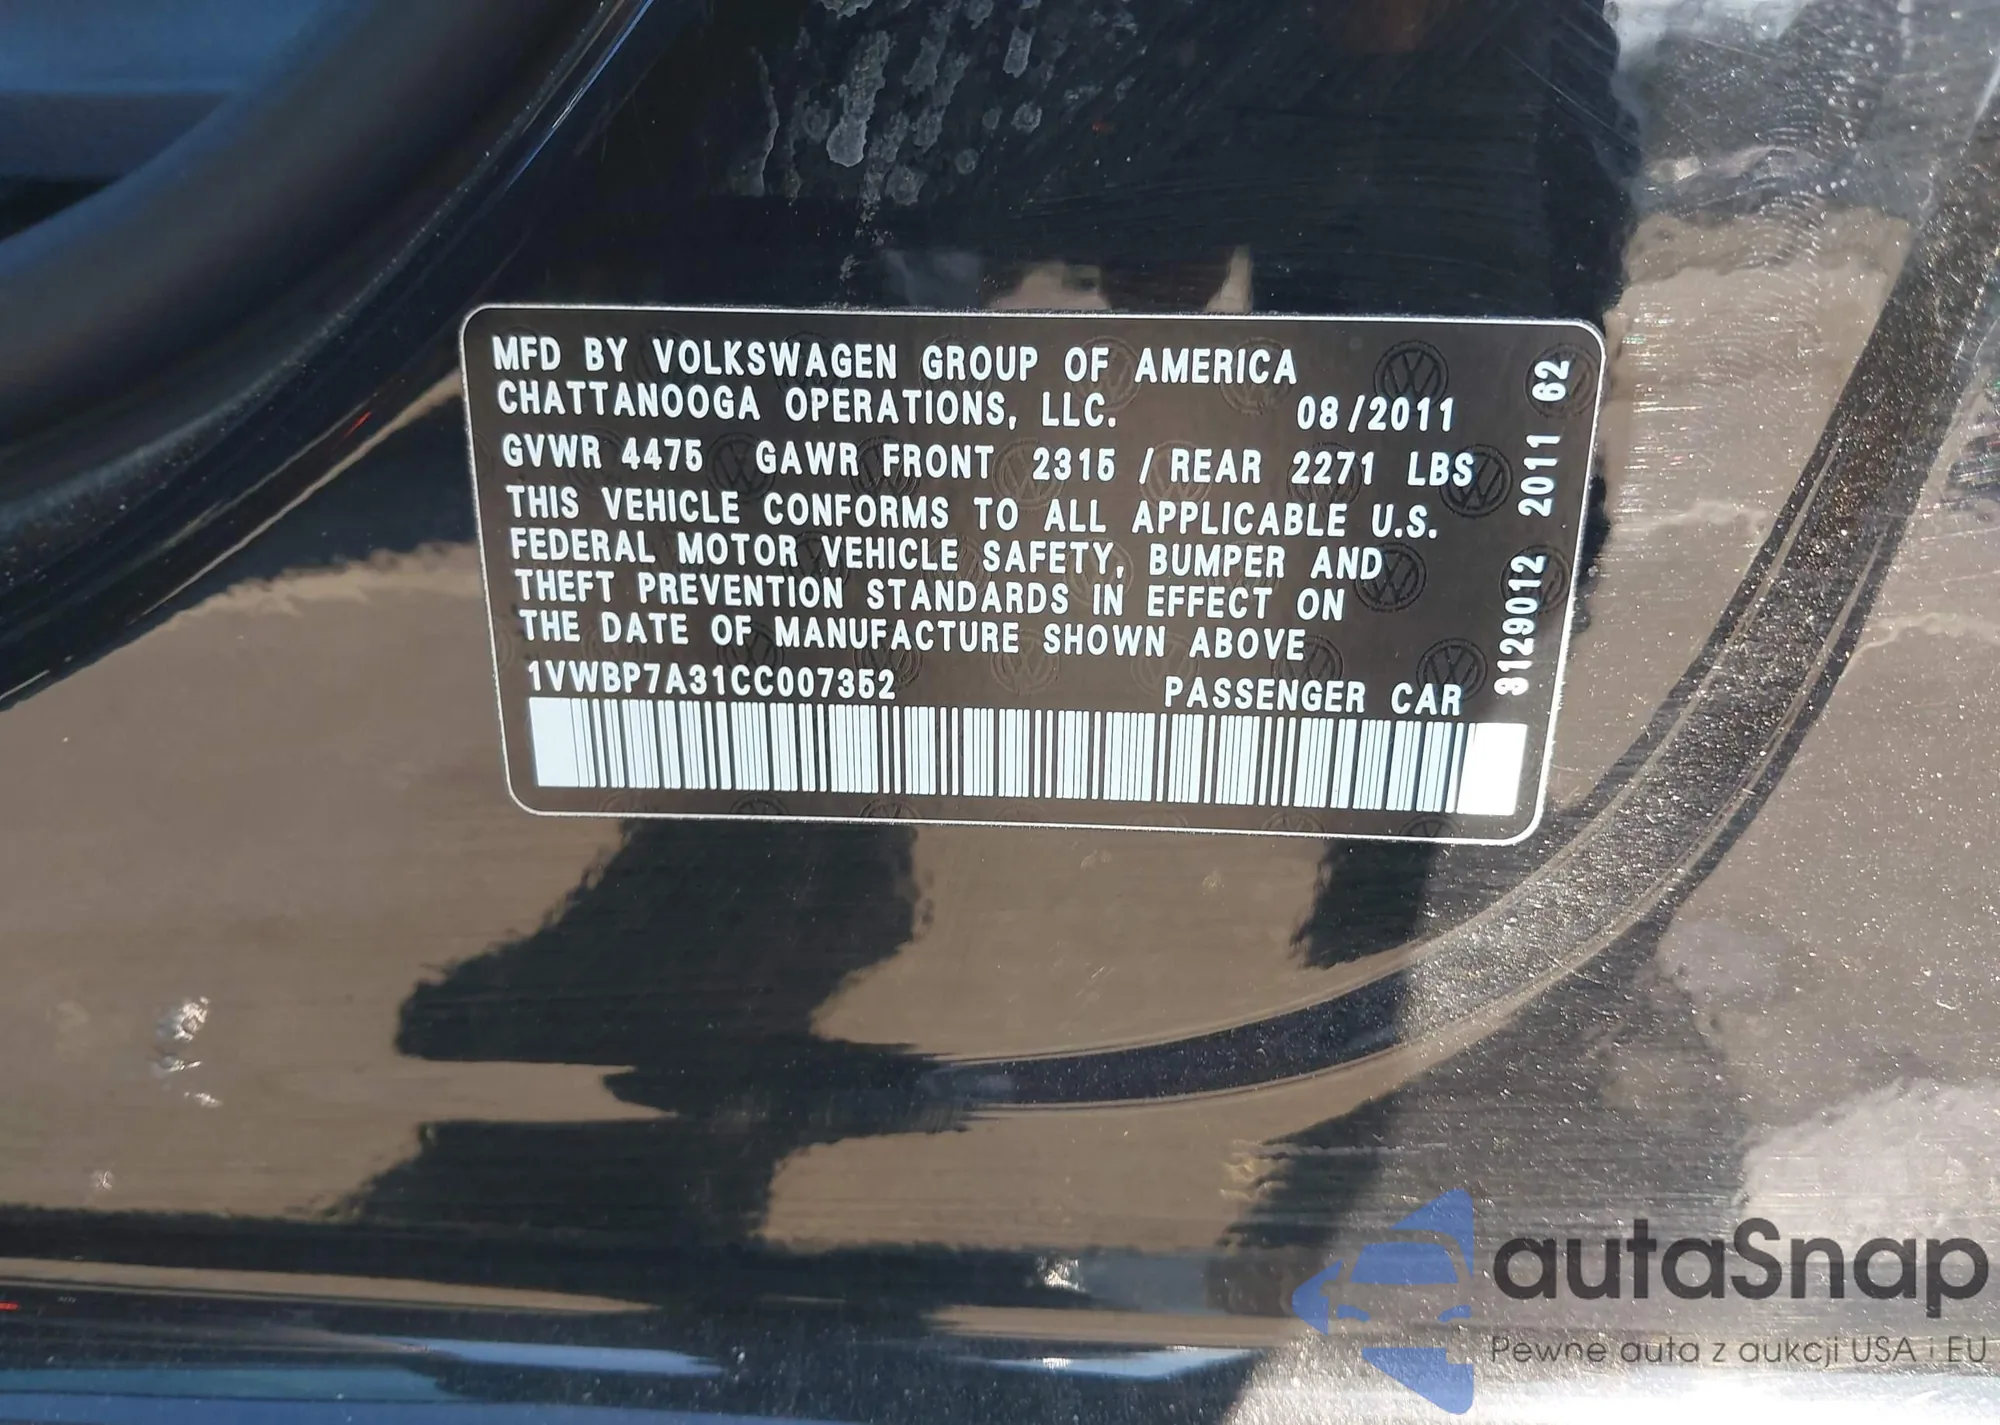 MFD BY VOLKSWAGEN GROUP OF AMERICA
CHATTANOOGA OPERATIONS, LLC. 08/2011
GVWR 4475 GAWR FRONT 2315 / REAR 2271 LBS
THIS VEHICLE CONFORMS TO ALL APPLICABLE U.S.
FEDERAL MOTOR VEHICLE SAFETY, BUMPER AND
THEFT PREVENTION STANDARDS IN EFFECT ON
THE DATE OF MANUFACTURE SHOWN ABOVE
1VWBP7A31CC007352 PASSENGER CAR
3129012 2011 62
autaSnap
Pewne auta z aukcji USA i EU